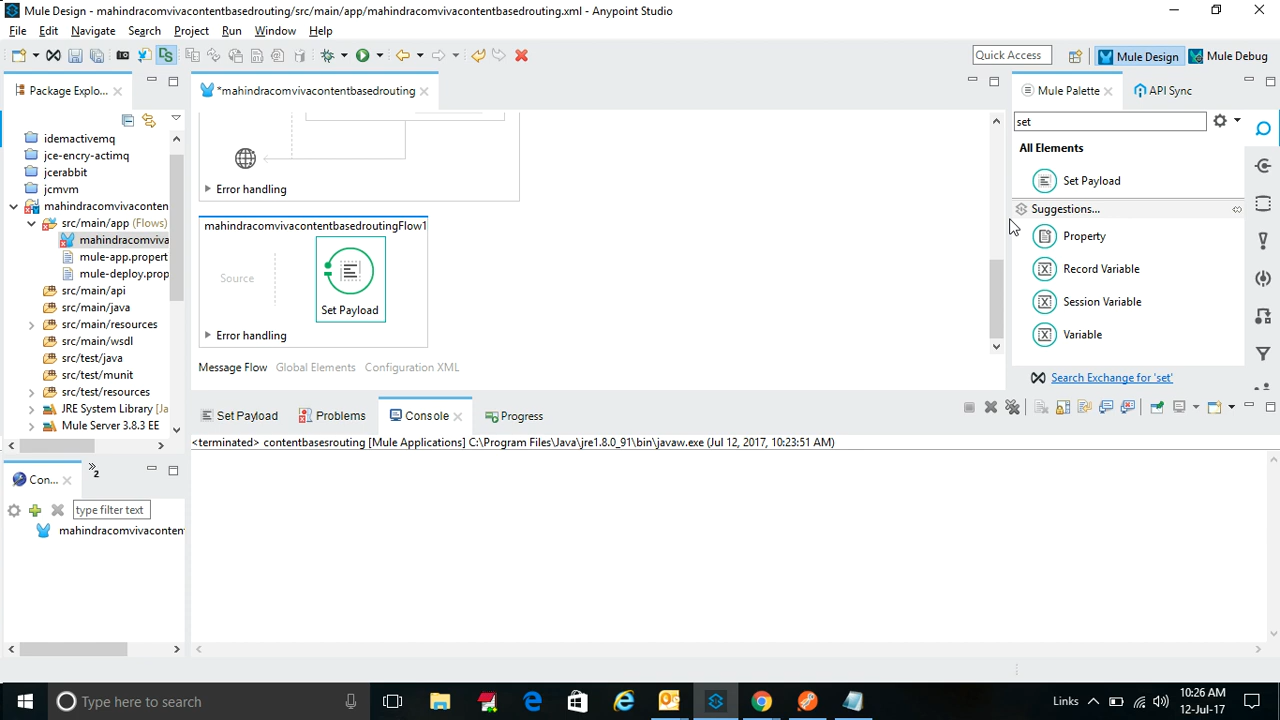 Mule Design - mahindracomvivacontentbasedrouting/src/main/app/mahindracomvivacontentbasedrouting.xml - Anypoint Studio
File Edit Navigate Search Project Run Window Help
Quick Access
Mule Design
Mule Debug
Package Explo...
*mahindracomvivacontentbasedrouting
Mule Palette
API Sync
idemactivemq
jce-encry-actimq
jcerabbit
jcmvm
mahindracomvivaconten
src/main/app (Flows)
mahindracomviva
mule-app.propert
mule-deploy.prop
src/main/api
src/main/java
src/main/resources
src/main/wsdl
src/test/java
src/test/munit
src/test/resources
JRE System Library [Ja
Mule Server 3.8.3 EE
Error handling
mahindracomvivacontentbasedroutingFlow1
Source
Set Payload
Error handling
Message Flow Global Elements Configuration XML
set
All Elements
Set Payload
Suggestions...
Property
Record Variable
Session Variable
Variable
Search Exchange for 'set'
Set Payload
Problems
Console
Progress
<terminated> contentbasesrouting [Mule Applications] C:\Program Files\Java\jre1.8.0_91\bin\javaw.exe (Jul 12, 2017, 10:23:51 AM)
Con...
2
type filter text
mahindracomvivaconten
Type here to search
Links
10:26 AM
12-Jul-17